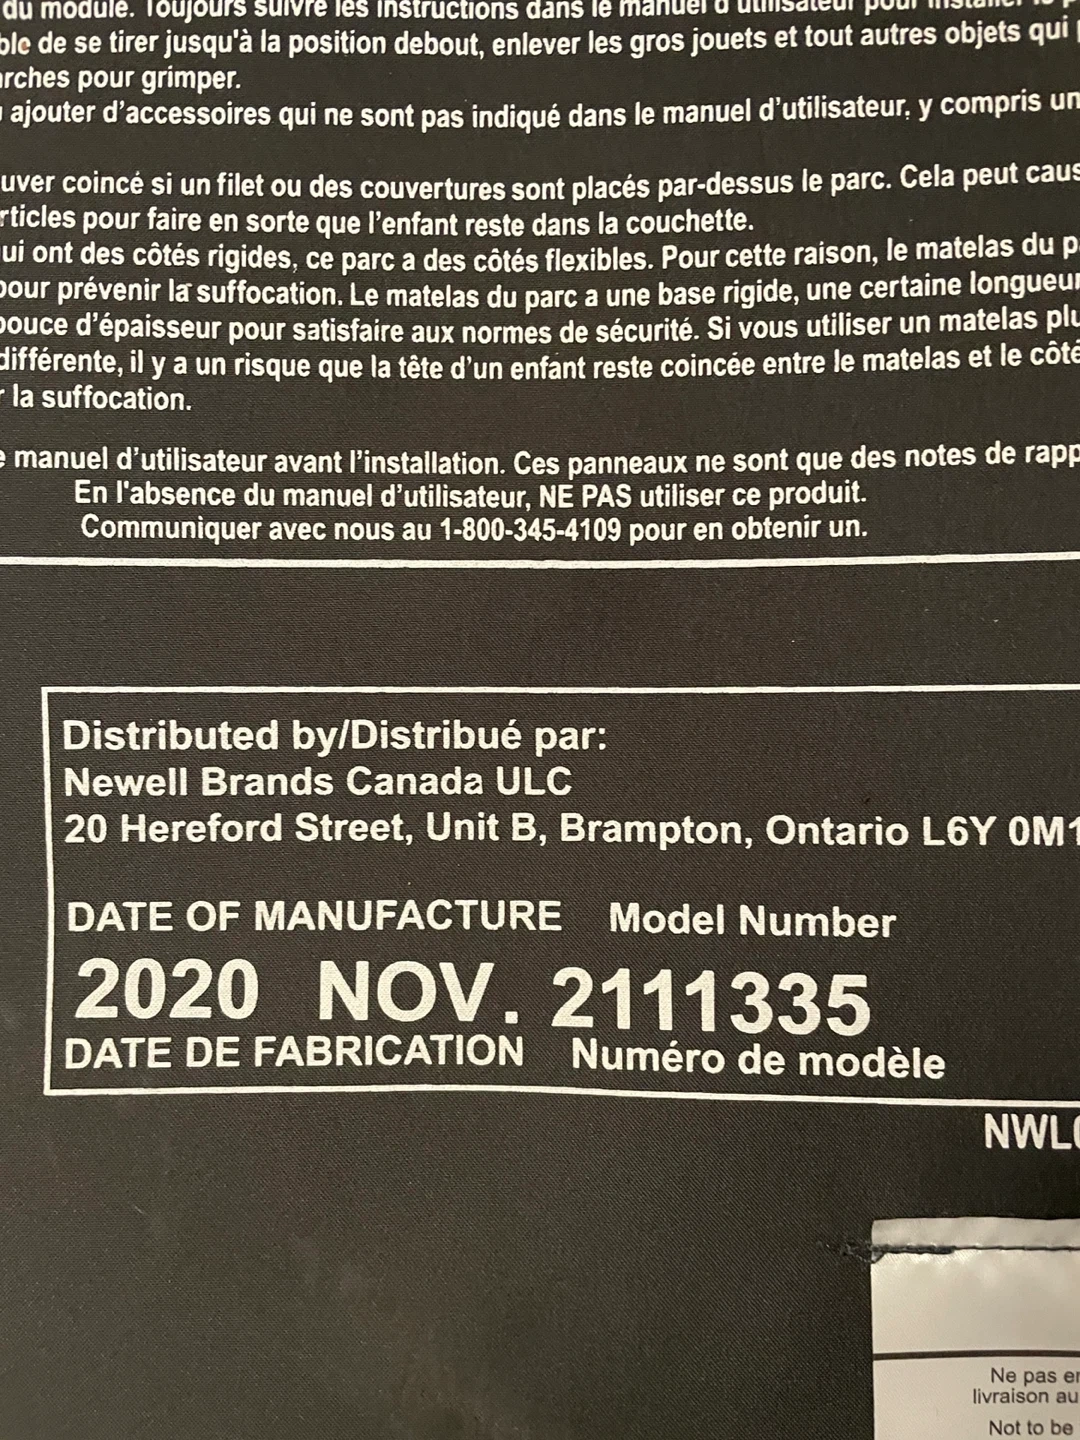 du module. Toujours suivre les instructions dans le manuel d'utilisateur pour installer le
ble de se tirer jusqu'à la position debout, enlever les gros jouets et tout autres objets qui
arches pour grimper.
ajouter d'accessoires qui ne sont pas indiqué dans le manuel d'utilisateur, y compris un
uver coincé si un filet ou des couvertures sont placés par-dessus le parc. Cela peut caus
rticles pour faire en sorte que l'enfant reste dans la couchette.
ui ont des côtés rigides, ce parc a des côtés flexibles. Pour cette raison, le matelas du p
pour prévenir la suffocation. Le matelas du parc a une base rigide, une certaine longueur
pouce d'épaisseur pour satisfaire aux normes de sécurité. Si vous utiliser un matelas plu
différente, il y a un risque que la tête d'un enfant reste coincée entre le matelas et le côté
la suffocation.
e manuel d'utilisateur avant l'installation. Ces panneaux ne sont que des notes de rapp
En l'absence du manuel d'utilisateur, NE PAS utiliser ce produit.
Communiquer avec nous au 1-800-345-4109 pour en obtenir un.
Distributed by/Distribué par:
Newell Brands Canada ULC
20 Hereford Street, Unit B, Brampton, Ontario L6Y 0M1
DATE OF MANUFACTURE Model Number
2020 NOV. 2111335
DATE DE FABRICATION Numéro de modèle
NWL0
Ne pas en
livraison au
Not to be